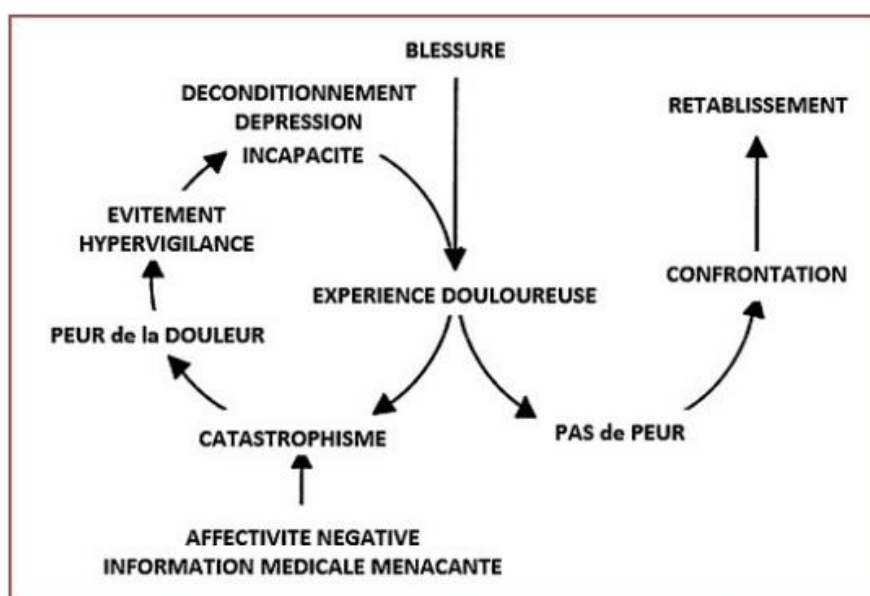 BLESSURE
DECONDITIONNEMENT
DEPRESSION
INCAPACITE
RETABLISSEMENT
EVITEMENT
HYPERVIGILANCE
CONFRONTATION
EXPERIENCE DOULOUREUSE
PEUR de la DOULEUR
CATASTROPHISME
PAS de PEUR
AFFECTIVITE NEGATIVE
INFORMATION MEDICALE MENACANTE